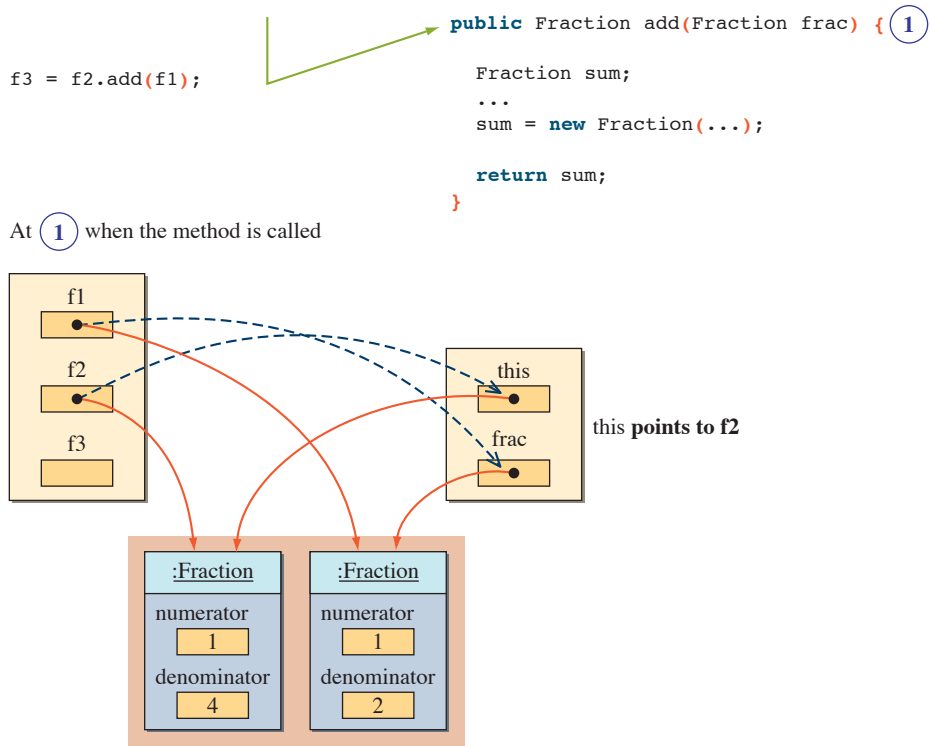 public Fraction add(Fraction frac) { 1
f3 = f2.add(f1);
Fraction sum;
...
sum = new Fraction(...);
return sum;
}
At 1 when the method is called
f1
f2
f3
this
frac
this points to f2
:Fraction
numerator
1
denominator
4
:Fraction
numerator
1
denominator
2